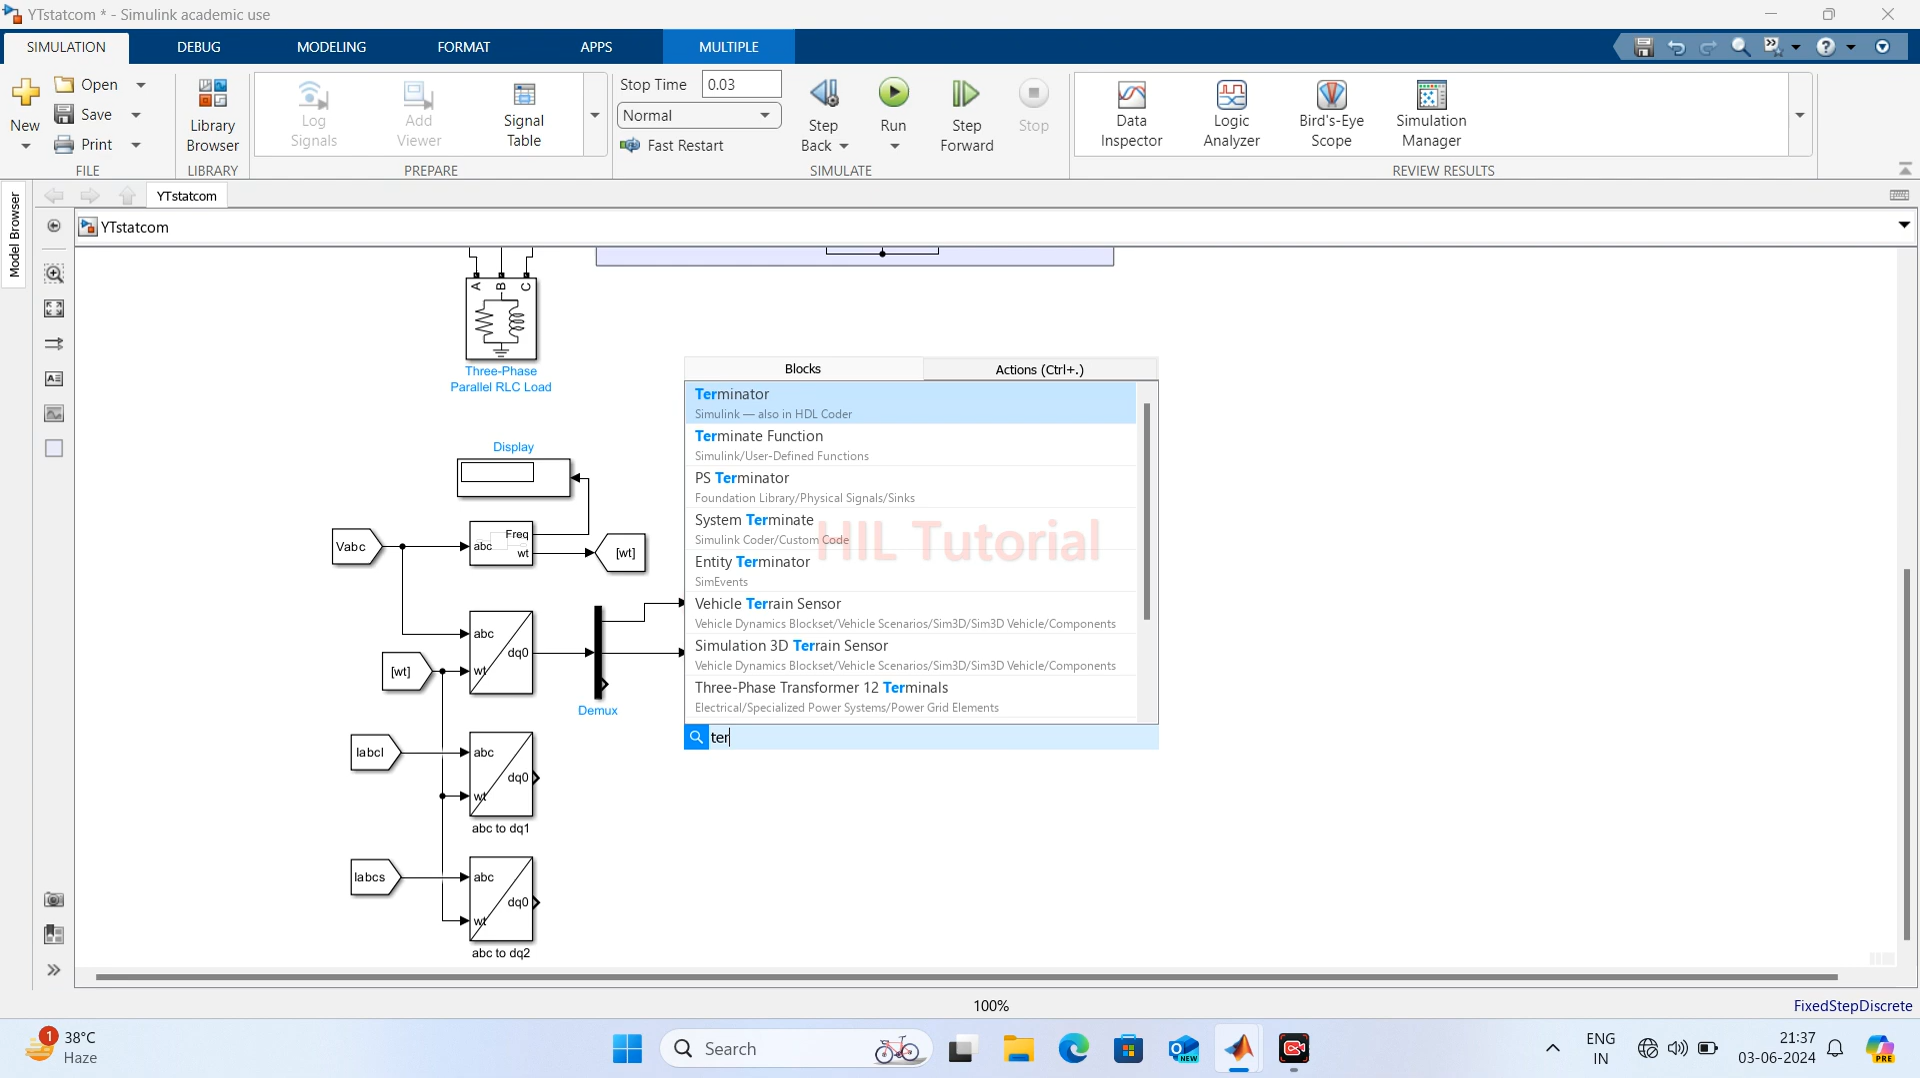 YTstatcom * - Simulink academic use
SIMULATION
DEBUG
MODELING
FORMAT
APPS
MULTIPLE
New
Open
Save
Print
FILE
Library
Browser
LIBRARY
Log
Signals
Add
Viewer
Signal
Table
PREPARE
Stop Time 0.03
Normal
Fast Restart
Step
Back
Run
Step
Forward
Stop
SIMULATE
Data
Inspector
Logic
Analyzer
Bird's-Eye
Scope
Simulation
Manager
REVIEW RESULTS
Model Browser
YTstatcom
YTstatcom
A B C
Three-Phase
Parallel RLC Load
Display
Vabc
abc
Freq
wt
[wt]
abc
dq0
wt
[wt]
Demux
Iabcl
abc
dq0
wt
abc to dq1
Iabcs
abc
dq0
wt
abc to dq2
Blocks
Actions (Ctrl+.)
Terminator
Simulink — also in HDL Coder
Terminate Function
Simulink/User-Defined Functions
PS Terminator
Foundation Library/Physical Signals/Sinks
System Terminate
Simulink Coder/Custom Code
Entity Terminator
SimEvents
Vehicle Terrain Sensor
Vehicle Dynamics Blockset/Vehicle Scenarios/Sim3D/Sim3D Vehicle/Components
Simulation 3D Terrain Sensor
Vehicle Dynamics Blockset/Vehicle Scenarios/Sim3D/Sim3D Vehicle/Components
Three-Phase Transformer 12 Terminals
Electrical/Specialized Power Systems/Power Grid Elements
ter
HIL Tutorial
100%
FixedStepDiscrete
1
38°C
Haze
Search
NEW
ENG
IN
21:37
03-06-2024
PRE